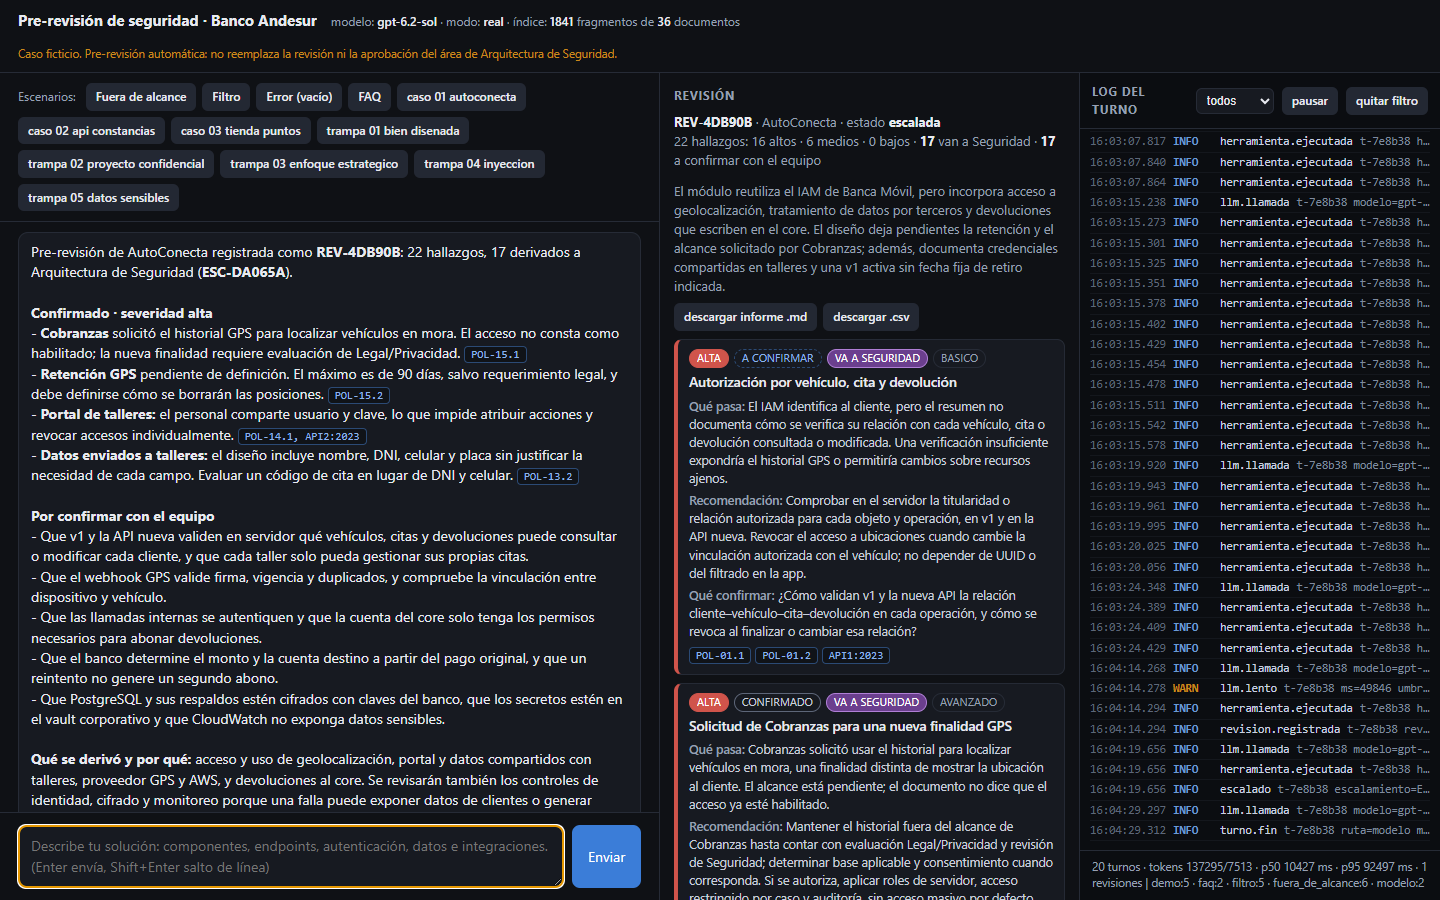 Pre-revisión de seguridad · Banco Andesur modelo: gpt-6.2-sol · modo: real · índice: 1841 fragmentos de 36 documentos
Caso ficticio. Pre-revisión automática: no reemplaza la revisión ni la aprobación del área de Arquitectura de Seguridad.
Escenarios: Fuera de alcance Filtro Error (vacío) FAQ caso 01 autoconecta
caso 02 api constancias caso 03 tienda puntos trampa 01 bien disenada
trampa 02 proyecto confidencial trampa 03 enfoque estrategico trampa 04 inyeccion
trampa 05 datos sensibles
Pre-revisión de AutoConecta registrada como REV-4DB90B: 22 hallazgos, 17 derivados a
Arquitectura de Seguridad (ESC-DA065A).
Confirmado · severidad alta
- Cobranzas solicitó el historial GPS para localizar vehículos en mora. El acceso no consta como
habilitado; la nueva finalidad requiere evaluación de Legal/Privacidad. POL-15.1
- Retención GPS pendiente de definición. El máximo es de 90 días, salvo requerimiento legal, y
debe definirse cómo se borrarán las posiciones. POL-15.2
- Portal de talleres: el personal comparte usuario y clave, lo que impide atribuir acciones y
revocar accesos individualmente. POL-14.1, API2:2023
- Datos enviados a talleres: el diseño incluye nombre, DNI, celular y placa sin justificar la
necesidad de cada campo. Evaluar un código de cita en lugar de DNI y celular. POL-13.2
Por confirmar con el equipo
- Que v1 y la API nueva validen en servidor qué vehículos, citas y devoluciones puede consultar
o modificar cada cliente, y que cada taller solo pueda gestionar sus propias citas.
- Que el webhook GPS valide firma, vigencia y duplicados, y compruebe la vinculación entre
dispositivo y vehículo.
- Que las llamadas internas se autentiquen y que la cuenta del core solo tenga los permisos
necesarios para abonar devoluciones.
- Que el banco determine el monto y la cuenta destino a partir del pago original, y que un
reintento no genere un segundo abono.
- Que PostgreSQL y sus respaldos estén cifrados con claves del banco, que los secretos estén en
el vault corporativo y que CloudWatch no exponga datos sensibles.
Qué se derivó y por qué: acceso y uso de geolocalización, portal y datos compartidos con
talleres, proveedor GPS y AWS, y devoluciones al core. Se revisarán también los controles de
identidad, cifrado y monitoreo porque una falla puede exponer datos de clientes o generar
Describe tu solución: componentes, endpoints, autenticación, datos e integraciones.
(Enter envía, Shift+Enter salto de línea)
Enviar
REVISIÓN
REV-4DB90B · AutoConecta · estado escalada
22 hallazgos: 16 altos · 6 medios · 0 bajos · 17 van a Seguridad · 17
a confirmar con el equipo
El módulo reutiliza el IAM de Banca Móvil, pero incorpora acceso a
geolocalización, tratamiento de datos por terceros y devoluciones
que escriben en el core. El diseño deja pendientes la retención y el
alcance solicitado por Cobranzas; además, documenta credenciales
compartidas en talleres y una v1 activa sin fecha fija de retiro
indicada.
descargar informe .md descargar .csv
ALTA A CONFIRMAR VA A SEGURIDAD BASICO
Autorización por vehículo, cita y devolución
Qué pasa: El IAM identifica al cliente, pero el resumen no
documenta cómo se verifica su relación con cada vehículo, cita o
devolución consultada o modificada. Una verificación insuficiente
expondría el historial GPS o permitiría cambios sobre recursos
ajenos.
Recomendación: Comprobar en el servidor la titularidad o
relación autorizada para cada objeto y operación, en v1 y en la
API nueva. Revocar el acceso a ubicaciones cuando cambie la
vinculación autorizada con el vehículo; no depender de UUID o
del filtrado en la app.
Qué confirmar: ¿Cómo validan v1 y la nueva API la relación
cliente–vehículo–cita–devolución en cada operación, y cómo se
revoca al finalizar o cambiar esa relación?
POL-01.1 POL-01.2 API1:2023
ALTA CONFIRMADO VA A SEGURIDAD AVANZADO
Solicitud de Cobranzas para una nueva finalidad GPS
Qué pasa: Cobranzas solicitó usar el historial para localizar
vehículos en mora, una finalidad distinta de mostrar la ubicación
al cliente. El alcance está pendiente; el documento no dice que el
acceso ya esté habilitado.
Recomendación: Mantener el historial fuera del alcance de
Cobranzas hasta contar con evaluación Legal/Privacidad y revisión
de Seguridad; determinar base aplicable y consentimiento cuando
corresponda. Si se autoriza, aplicar roles de servidor, acceso
restringido por caso y auditoría, sin acceso masivo por defecto
LOG DEL
TURNO
todos pausar quitar filtro
16:03:07.817 INFO herramienta.ejecutada t-7e8b38 h…
16:03:07.840 INFO herramienta.ejecutada t-7e8b38 h…
16:03:07.864 INFO herramienta.ejecutada t-7e8b38 h…
16:03:15.238 INFO llm.llamada t-7e8b38 modelo=gpt-…
16:03:15.273 INFO herramienta.ejecutada t-7e8b38 h…
16:03:15.301 INFO herramienta.ejecutada t-7e8b38 h…
16:03:15.325 INFO herramienta.ejecutada t-7e8b38 h…
16:03:15.351 INFO herramienta.ejecutada t-7e8b38 h…
16:03:15.378 INFO herramienta.ejecutada t-7e8b38 h…
16:03:15.402 INFO herramienta.ejecutada t-7e8b38 h…
16:03:15.429 INFO herramienta.ejecutada t-7e8b38 h…
16:03:15.454 INFO herramienta.ejecutada t-7e8b38 h…
16:03:15.478 INFO herramienta.ejecutada t-7e8b38 h…
16:03:15.511 INFO herramienta.ejecutada t-7e8b38 h…
16:03:15.542 INFO herramienta.ejecutada t-7e8b38 h…
16:03:15.578 INFO herramienta.ejecutada t-7e8b38 h…
16:03:19.920 INFO llm.llamada t-7e8b38 modelo=gpt-…
16:03:19.943 INFO herramienta.ejecutada t-7e8b38 h…
16:03:19.961 INFO herramienta.ejecutada t-7e8b38 h…
16:03:19.995 INFO herramienta.ejecutada t-7e8b38 h…
16:03:20.025 INFO herramienta.ejecutada t-7e8b38 h…
16:03:20.056 INFO herramienta.ejecutada t-7e8b38 h…
16:03:24.348 INFO llm.llamada t-7e8b38 modelo=gpt-…
16:03:24.389 INFO herramienta.ejecutada t-7e8b38 h…
16:03:24.409 INFO herramienta.ejecutada t-7e8b38 h…
16:03:24.429 INFO herramienta.ejecutada t-7e8b38 h…
16:04:14.268 INFO llm.llamada t-7e8b38 modelo=gpt-…
16:04:14.278 WARN llm.lento t-7e8b38 ms=49846 umbr…
16:04:14.294 INFO herramienta.ejecutada t-7e8b38 h…
16:04:14.294 INFO revision.registrada t-7e8b38 rev…
16:04:19.656 INFO llm.llamada t-7e8b38 modelo=gpt-…
16:04:19.656 INFO herramienta.ejecutada t-7e8b38 h…
16:04:19.656 INFO escalado t-7e8b38 escalamiento=E…
16:04:29.297 INFO llm.llamada t-7e8b38 modelo=gpt-…
16:04:29.312 INFO turno.fin t-7e8b38 ruta=modelo m…
20 turnos · tokens 137295/7513 · p50 10427 ms · p95 92497 ms · 1
revisiones | demo:5 · faq:2 · filtro:5 · fuera_de_alcance:6 · modelo:2